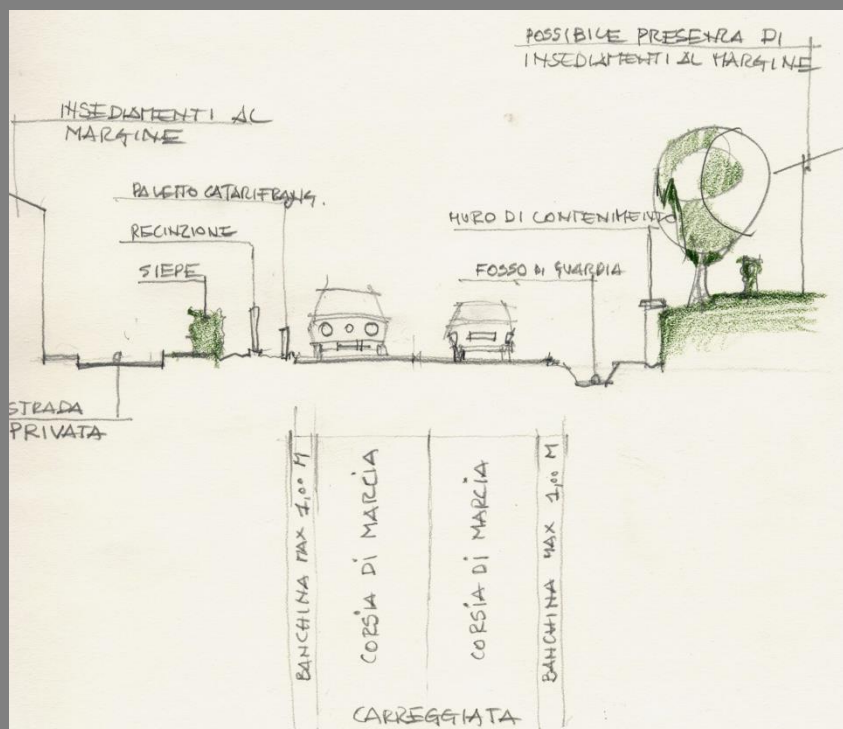 POSSIBILE PRESENZA DI
INSEDIAMENTI AL MARGINE
INSEDIAMENTI AL
MARGINE
PALETTO CATARIFRANG.
RECINZIONE
SIEPE
MURO DI CONTENIMENTO
FOSSO DI GUARDIA
STRADA
PRIVATA
BANCHINA MAX 1,00 M
CORSIA DI MARCIA
CORSIA DI MARCIA
BANCHINA MAX 1,00 M
CARREGGIATA